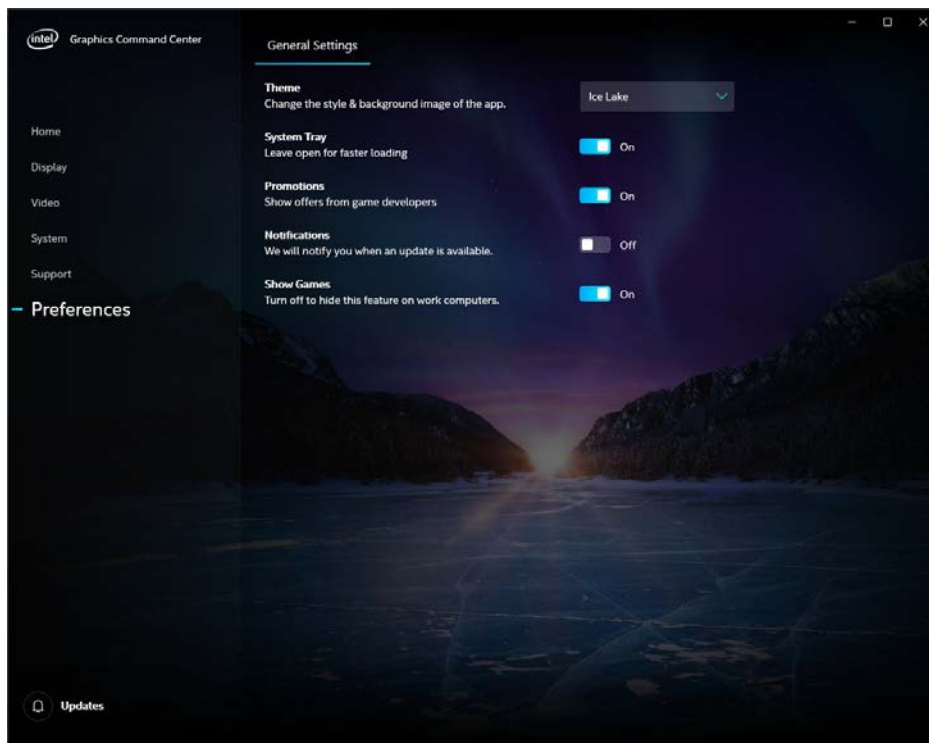 intel Graphics Command Center
General Settings
Theme
Change the style & background image of the app.
Ice Lake
System Tray
Leave open for faster loading
On
Promotions
Show offers from game developers
On
Notifications
We will notify you when an update is available.
Off
Show Games
Turn off to hide this feature on work computers.
On
Home
Display
Video
System
Support
Preferences
Updates